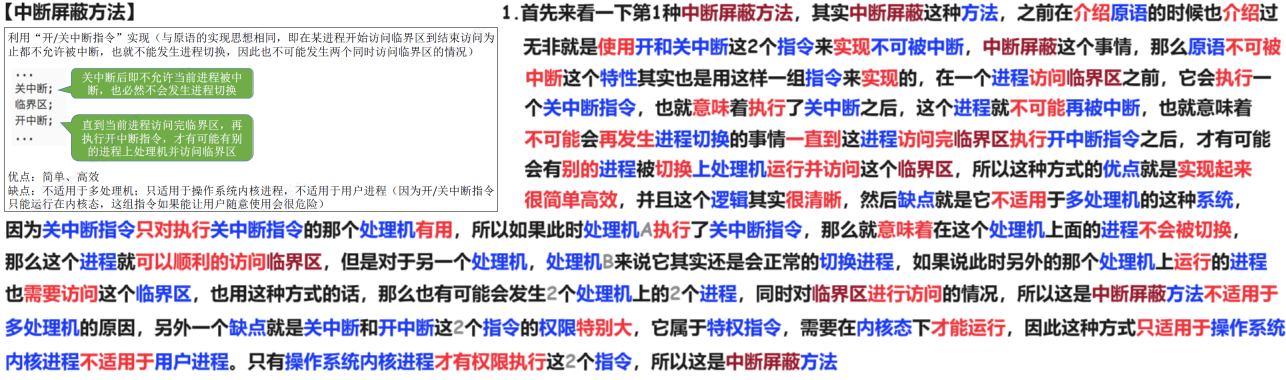 【中断屏蔽方法】
利用“开/关中断指令”实现（与原语的实现思想相同，即在某进程开始访问临界区到结束访问为
止都不允许被中断，也就不能发生进程切换，因此也不可能发生两个同时访问临界区的情况）
...
关中断；
临界区；
开中断；
...
关中断后即不允许当前进程被中
断，也必然不会发生进程切换
直到当前进程访问完临界区，再
执行开中断指令，才有可能有别
的进程上处理机并访问临界区
优点：简单、高效
缺点：不适用于多处理机；只适用于操作系统内核进程，不适用于用户进程（因为开/关中断指令
只能运行在内核态，这组指令如果能让用户随意使用会很危险）
1.首先来看一下第1种中断屏蔽方法，其实中断屏蔽这种方法，之前在介绍原语的时候也介绍过
无非就是使用开和关中断这2个指令来实现不可被中断，中断屏蔽这个事情，那么原语不可被
中断这个特性其实也是用这样一组指令来实现的，在一个进程访问临界区之前，它会执行一
个关中断指令，也就意味着执行了关中断之后，这个进程就不可能再被中断，也就意味着
不可能会再发生进程切换的事情一直到这进程访问完临界区执行开中断指令之后，才有可能
会有别的进程被切换上处理机运行并访问这个临界区，所以这种方式的优点就是实现起来
很简单高效，并且这个逻辑其实很清晰，然后缺点就是它不适用于多处理机的这种系统，
因为关中断指令只对执行关中断指令的那个处理机有用，所以如果此时处理机A执行了关中断指令，那么就意味着在这个处理机上面的进程不会被切换，
那么这个进程就可以顺利的访问临界区，但是对于另一个处理机，处理机B来说它其实还是会正常的切换进程，如果说此时另外的那个处理机上运行的进程
也需要访问这个临界区，也用这种方式的话，那么也有可能会发生2个处理机上的2个进程，同时对临界区进行访问的情况，所以这是中断屏蔽方法不适用于
多处理机的原因，另外一个缺点就是关中断和开中断这2个指令的权限特别大，它属于特权指令，需要在内核态下才能运行，因此这种方式只适用于操作系统
内核进程不适用于用户进程。只有操作系统内核进程才有权限执行这2个指令，所以这是中断屏蔽方法